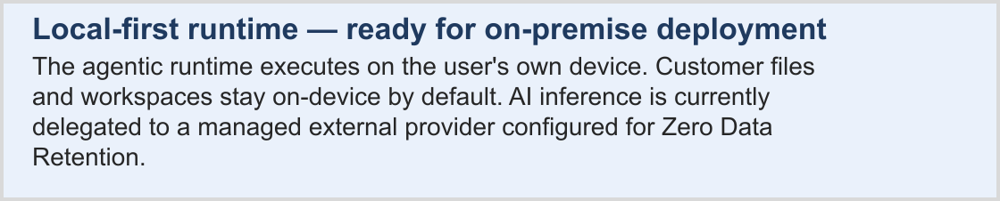 Local-first runtime — ready for on-premise deployment
The agentic runtime executes on the user's own device. Customer files
and workspaces stay on-device by default. AI inference is currently
delegated to a managed external provider configured for Zero Data
Retention.